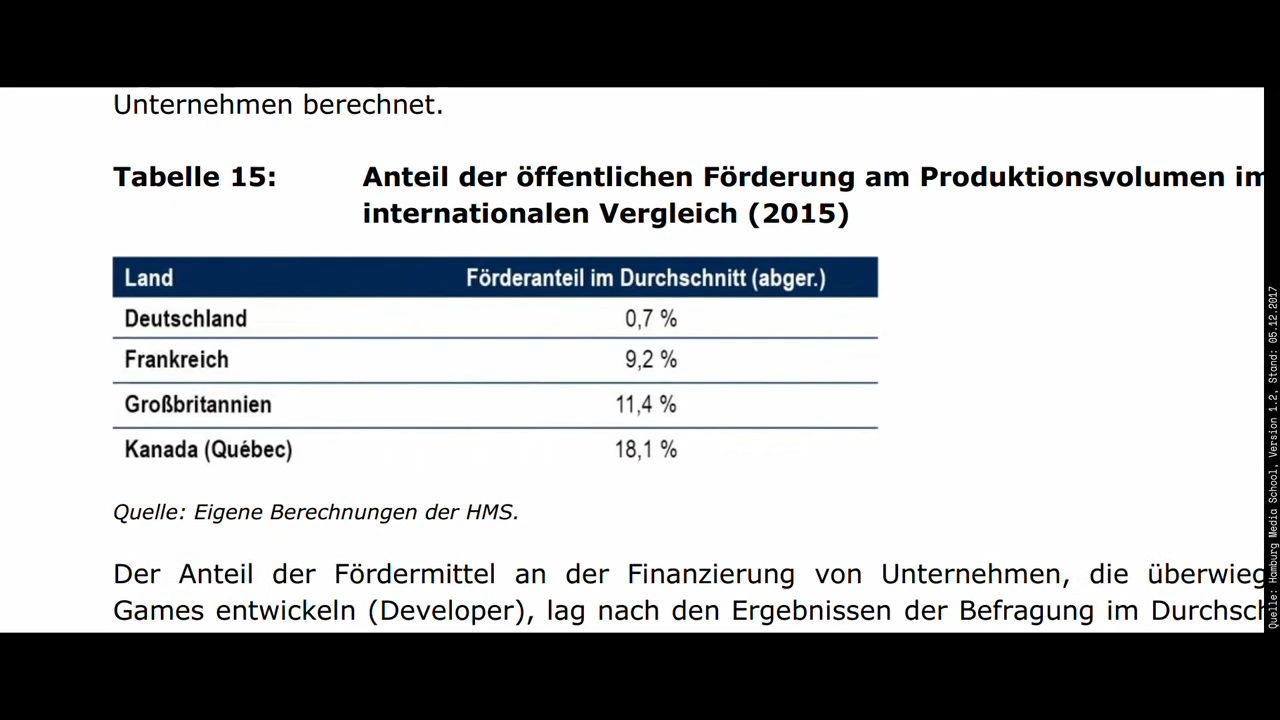 Unternehmen berechnet.
Tabelle 15: Anteil der öffentlichen Förderung am Produktionsvolumen im
internationalen Vergleich (2015)
Land Förderanteil im Durchschnitt (abger.)
Deutschland 0,7 %
Frankreich 9,2 %
Großbritannien 11,4 %
Kanada (Québec) 18,1 %
Quelle: Eigene Berechnungen der HMS.
Der Anteil der Fördermittel an der Finanzierung von Unternehmen, die überwieg
Games entwickeln (Developer), lag nach den Ergebnissen der Befragung im Durchsch
Quelle: Hamburg Media School, Version 1.2, Stand: 05.12.2017